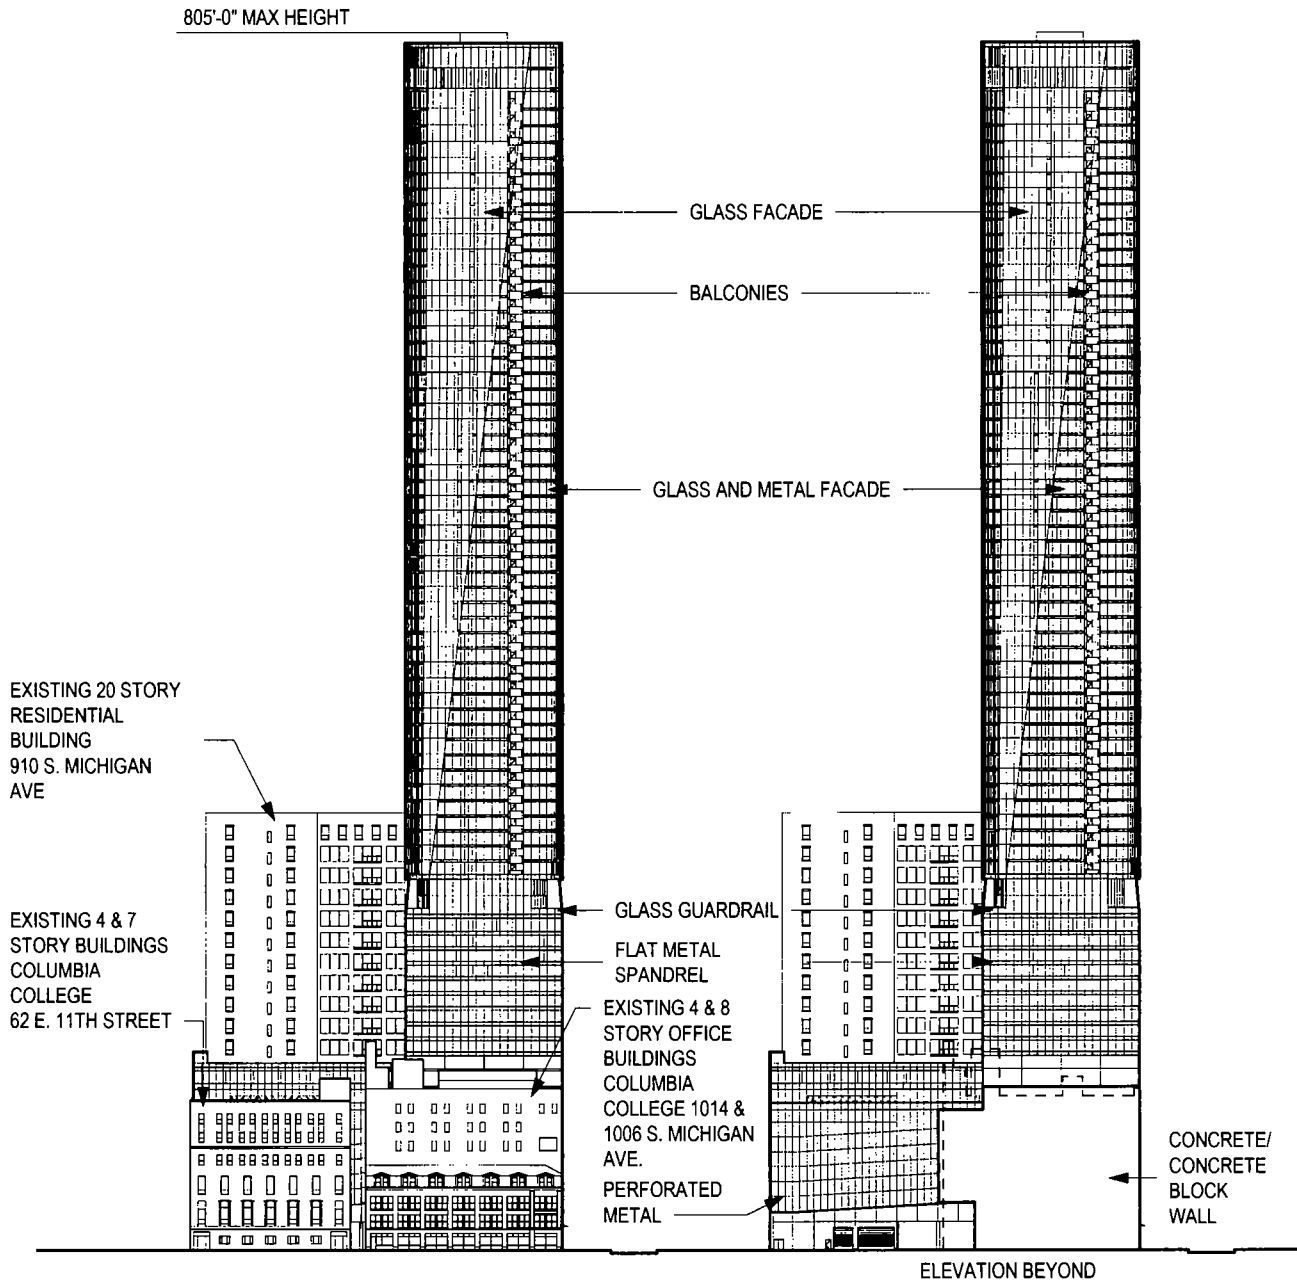 805'-0" MAX HEIGHT
GLASS FACADE
BALCONIES
GLASS AND METAL FACADE
EXISTING 20 STORY
RESIDENTIAL
BUILDING
910 S. MICHIGAN
AVE
EXISTING 4 & 7
STORY BUILDINGS
COLUMBIA
COLLEGE
62 E. 11TH STREET
GLASS GUARDRAIL
FLAT METAL
SPANDREL
EXISTING 4 & 8
STORY OFFICE
BUILDINGS
COLUMBIA
COLLEGE 1014 &
1006 S. MICHIGAN
AVE.
PERFORATED
METAL
CONCRETE/
CONCRETE
BLOCK
WALL
ELEVATION BEYOND